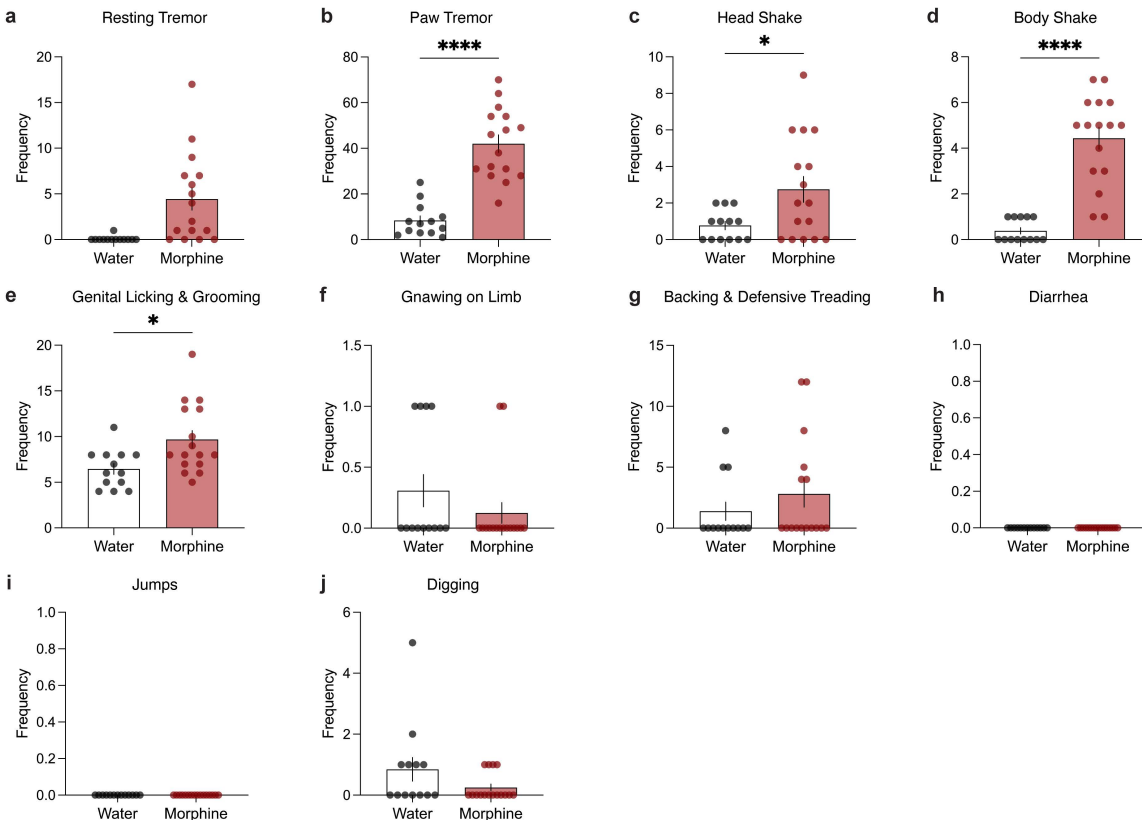 a Resting Tremor
Frequency
20
15
10
5
0
Water Morphine
b Paw Tremor
****
Frequency
80
60
40
20
0
Water Morphine
c Head Shake
*
Frequency
10
8
6
4
2
0
Water Morphine
d Body Shake
****
Frequency
8
6
4
2
0
Water Morphine
e Genital Licking & Grooming
*
Frequency
20
15
10
5
0
Water Morphine
f Gnawing on Limb
Frequency
1.5
1.0
0.5
0.0
Water Morphine
g Backing & Defensive Treading
Frequency
15
10
5
0
Water Morphine
h Diarrhea
Frequency
1.0
0.8
0.6
0.4
0.2
0.0
Water Morphine
i Jumps
Frequency
1.0
0.8
0.6
0.4
0.2
0.0
Water Morphine
j Digging
Frequency
6
4
2
0
Water Morphine